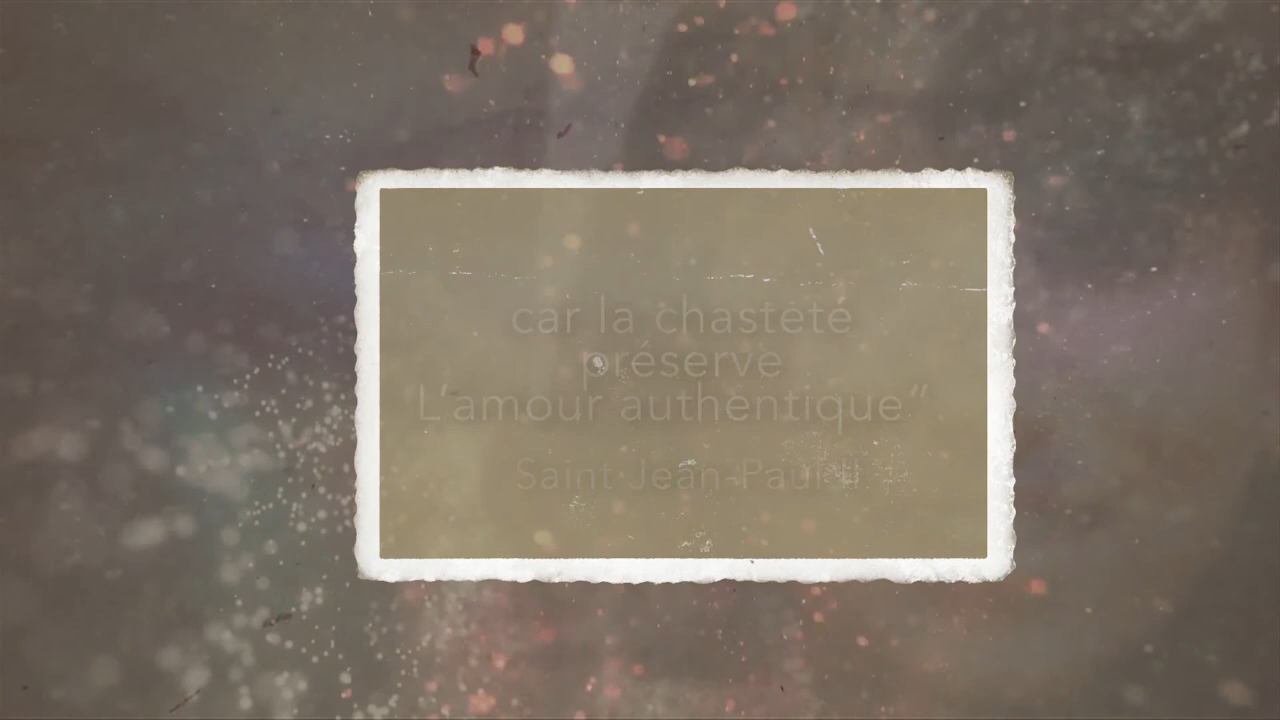 car la chasteté
préserve
L'amour authentique"
Saint Jean-Paul II